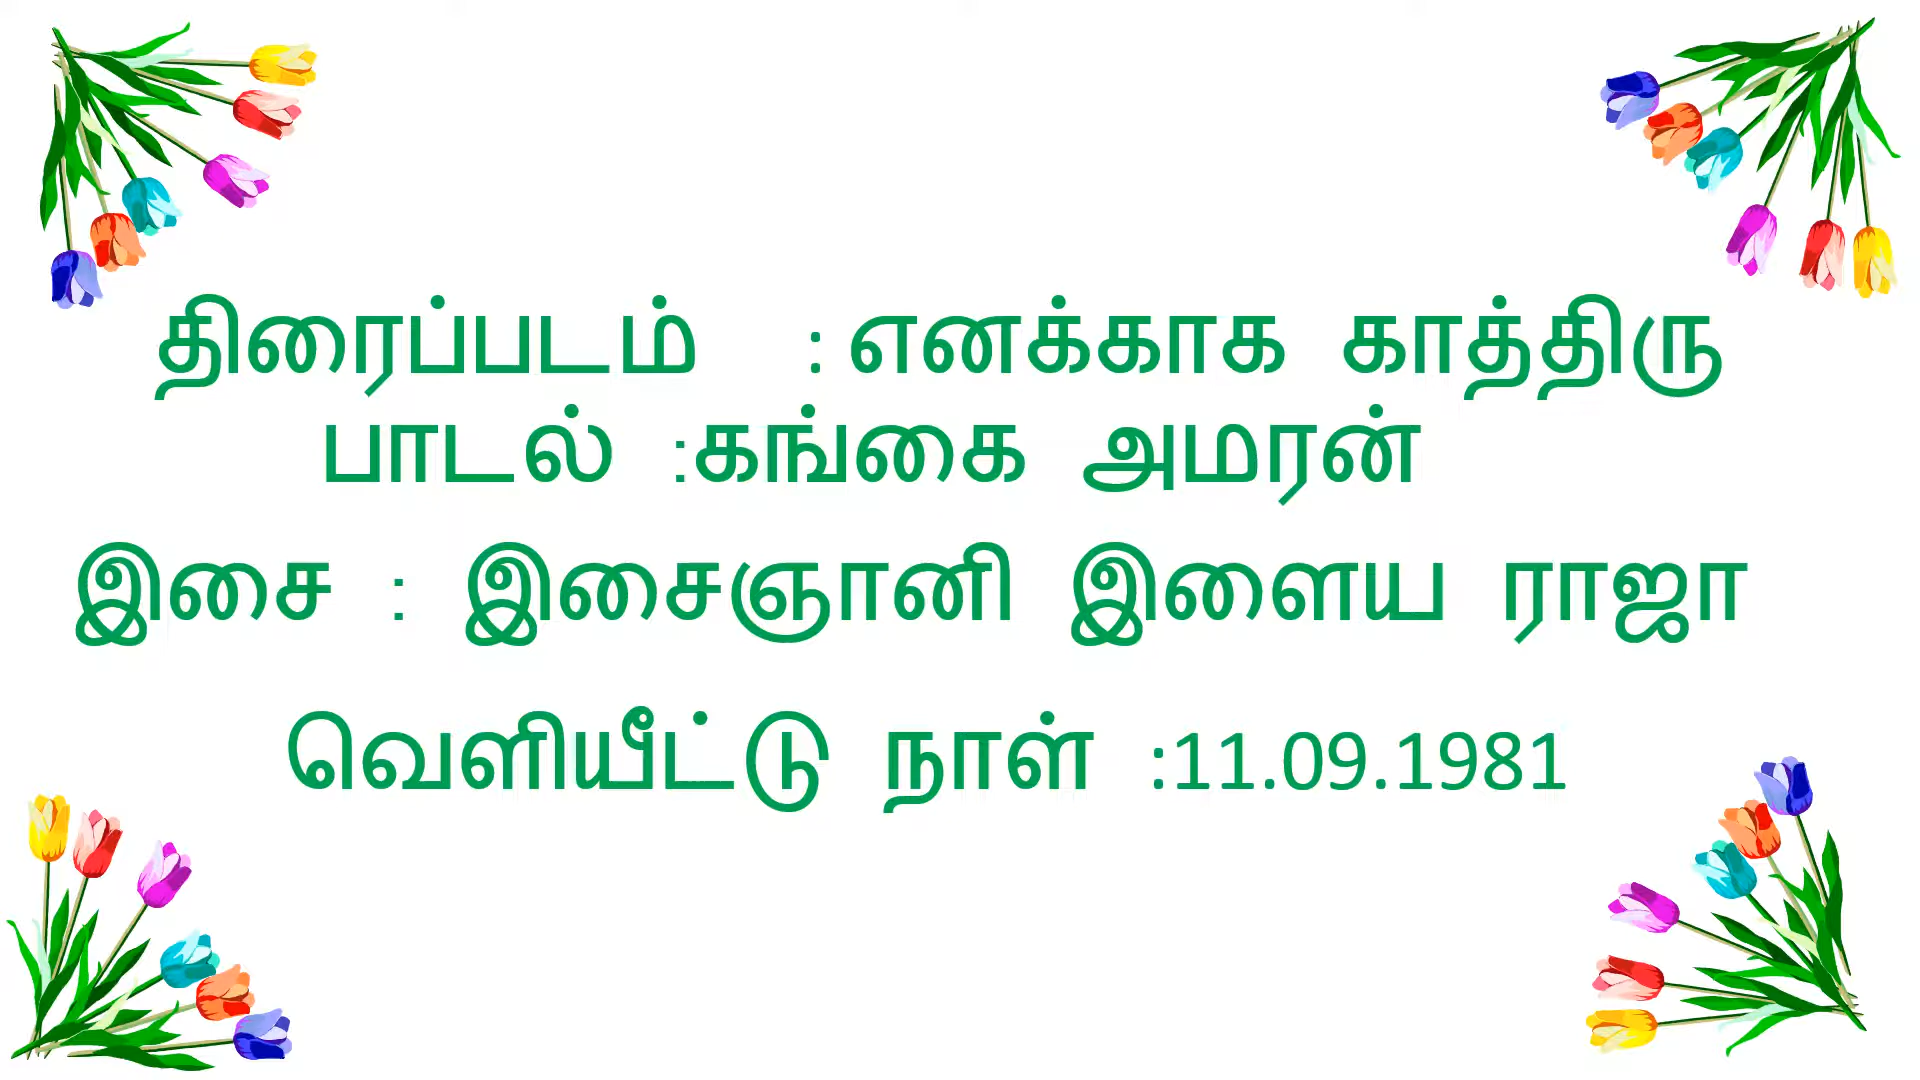 திரைப்படம் : எனக்காக காத்திரு
பாடல் :கங்கை அமரன்
இசை : இசைஞானி இளைய ராஜா
வெளியீட்டு நாள் :11.09.1981